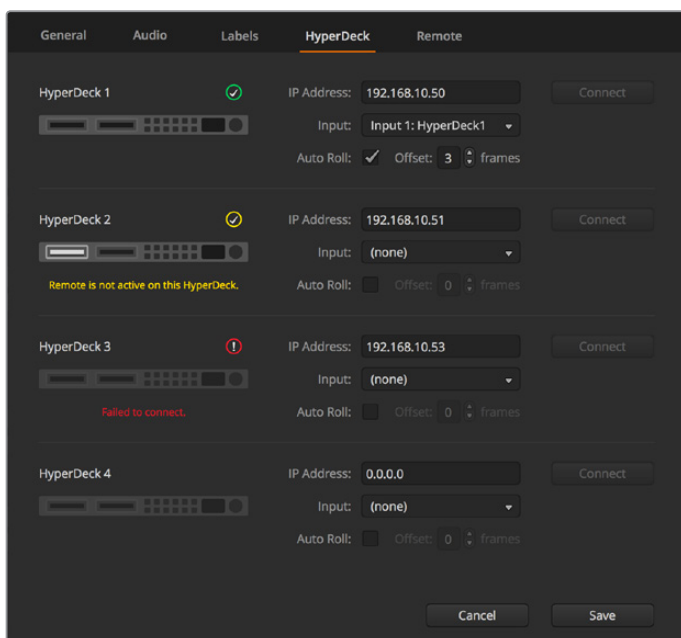 General Audio Labels HyperDeck Remote
HyperDeck 1 IP Address: 192.168.10.50 Connect
Input: Input 1: HyperDeck1
Auto Roll: Offset: 3 frames
HyperDeck 2 IP Address: 192.168.10.51 Connect
Input: (none)
Remote is not active on this HyperDeck. Auto Roll: Offset: 0 frames
HyperDeck 3 IP Address: 192.168.10.53 Connect
Input: (none)
Failed to connect. Auto Roll: Offset: 0 frames
HyperDeck 4 IP Address: 0.0.0.0 Connect
Input: (none)
Auto Roll: Offset: 0 frames
Cancel Save